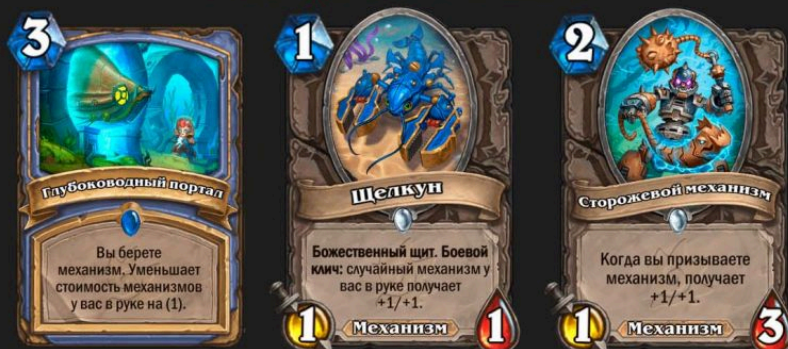 3
Глубоководный портал
Вы берете
механизм. Уменьшает
стоимость механизмов
у вас в руке на (1).
1
Щелкун
Божественный щит. Боевой
клич: случайный механизм у
вас в руке получает
+1/+1.
1
Механизм
1
2
Сторожевой механизм
Когда вы призываете
механизм, получает
+1/+1.
1
Механизм
3